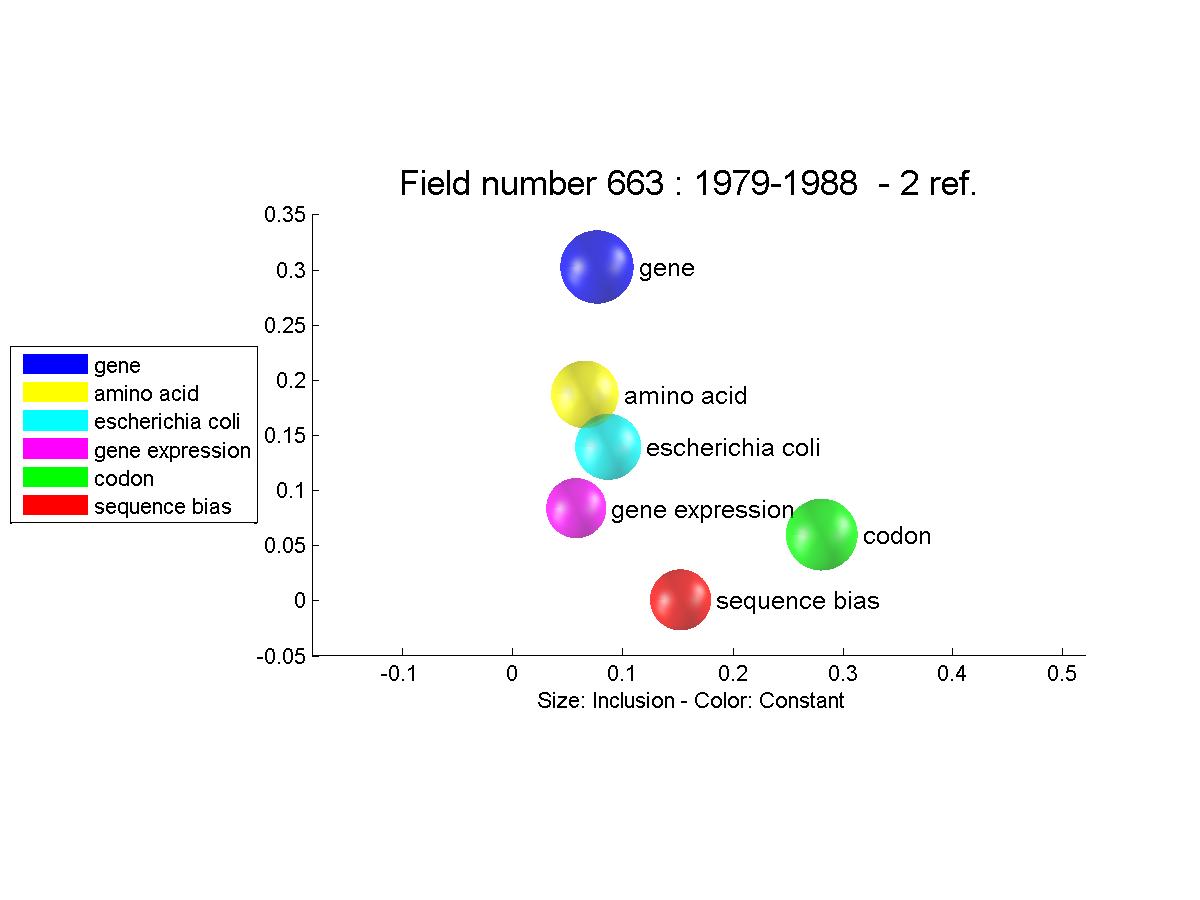 Field number 663 : 1979-1988  - 2 ref.
0.35
0.3
0.25
0.2
0.15
0.1
0.05
0
-0.05
gene
amino acid
escherichia coli
gene expression
codon
sequence bias
gene
amino acid
escherichia coli
gene expression
codon
sequence bias
-0.1 0 0.1 0.2 0.3 0.4 0.5
Size: Inclusion - Color: Constant